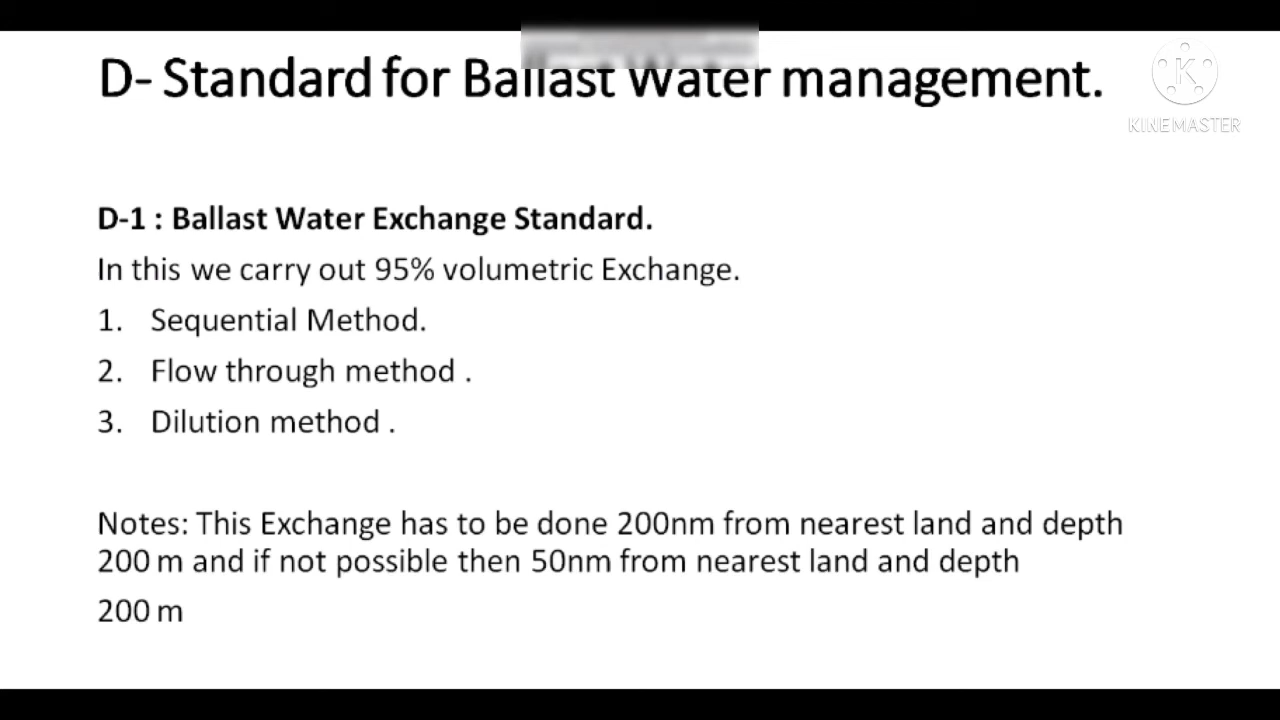 D- Standard for Ballast Water management.
KINEMASTER
D-1 : Ballast Water Exchange Standard.
In this we carry out 95% volumetric Exchange.
1. Sequential Method.
2. Flow through method .
3. Dilution method .
Notes: This Exchange has to be done 200nm from nearest land and depth
200 m and if not possible then 50nm from nearest land and depth
200 m